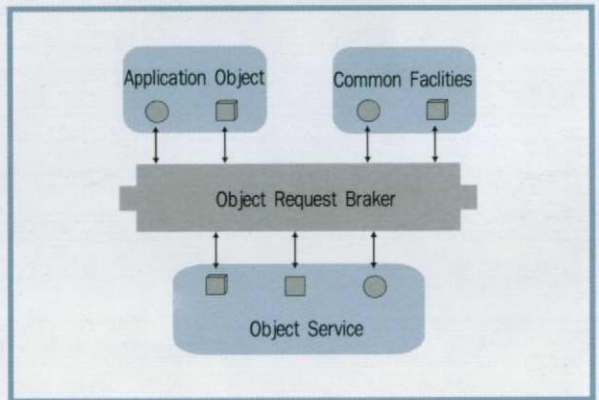 Application Object
Common Faclities
Object Request Braker
Object Service